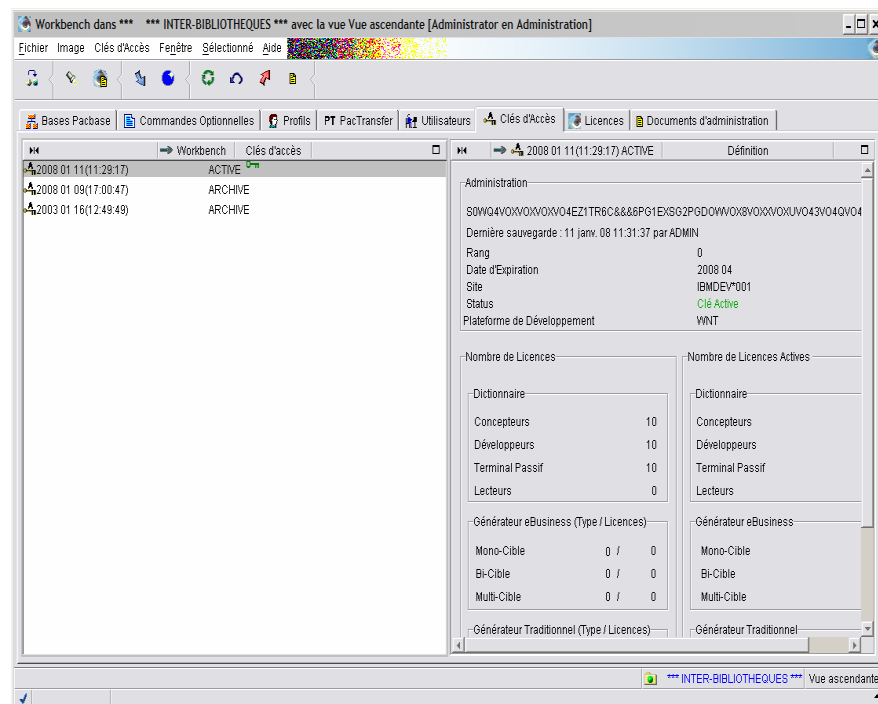 Workbench dans *** *** INTER-BIBLIOTHEQUES *** avec la vue Vue ascendante [Administrator en Administration]
Fichier Image Clés d'Accès Fenêtre Sélectionné Aide
Bases Pacbase Commandes Optionnelles Profils PT PacTransfer Utilisateurs Clés d'Accès Licences Documents d'administration
Workbench Clés d'accès
2008 01 11(11:29:17) ACTIVE
2008 01 09(17:00:47) ARCHIVE
2003 01 16(12:49:49) ARCHIVE
2008 01 11(11:29:17) ACTIVE Définition
Administration
Dernière sauvegarde : 11 janv. 08 11:31:37 par ADMIN
Rang 0
Date d'Expiration 2008 04
Site IBMDEV*001
Status Clé Active
Plateforme de Développement WNT
Nombre de Licences
Dictionnaire
Concepteurs 10
Développeurs 10
Terminal Passif 10
Lecteurs 0
Générateur eBusiness (Type / Licences)
Mono-Cible 0 / 0
Bi-Cible 0 / 0
Multi-Cible 0 / 0
Générateur Traditionnel (Type / Licences)
Nombre de Licences Actives
Dictionnaire
Concepteurs
Développeurs
Terminal Passif
Lecteurs
Générateur eBusiness
Mono-Cible
Bi-Cible
Multi-Cible
Générateur Traditionnel
*** INTER-BIBLIOTHEQUES *** Vue ascendante